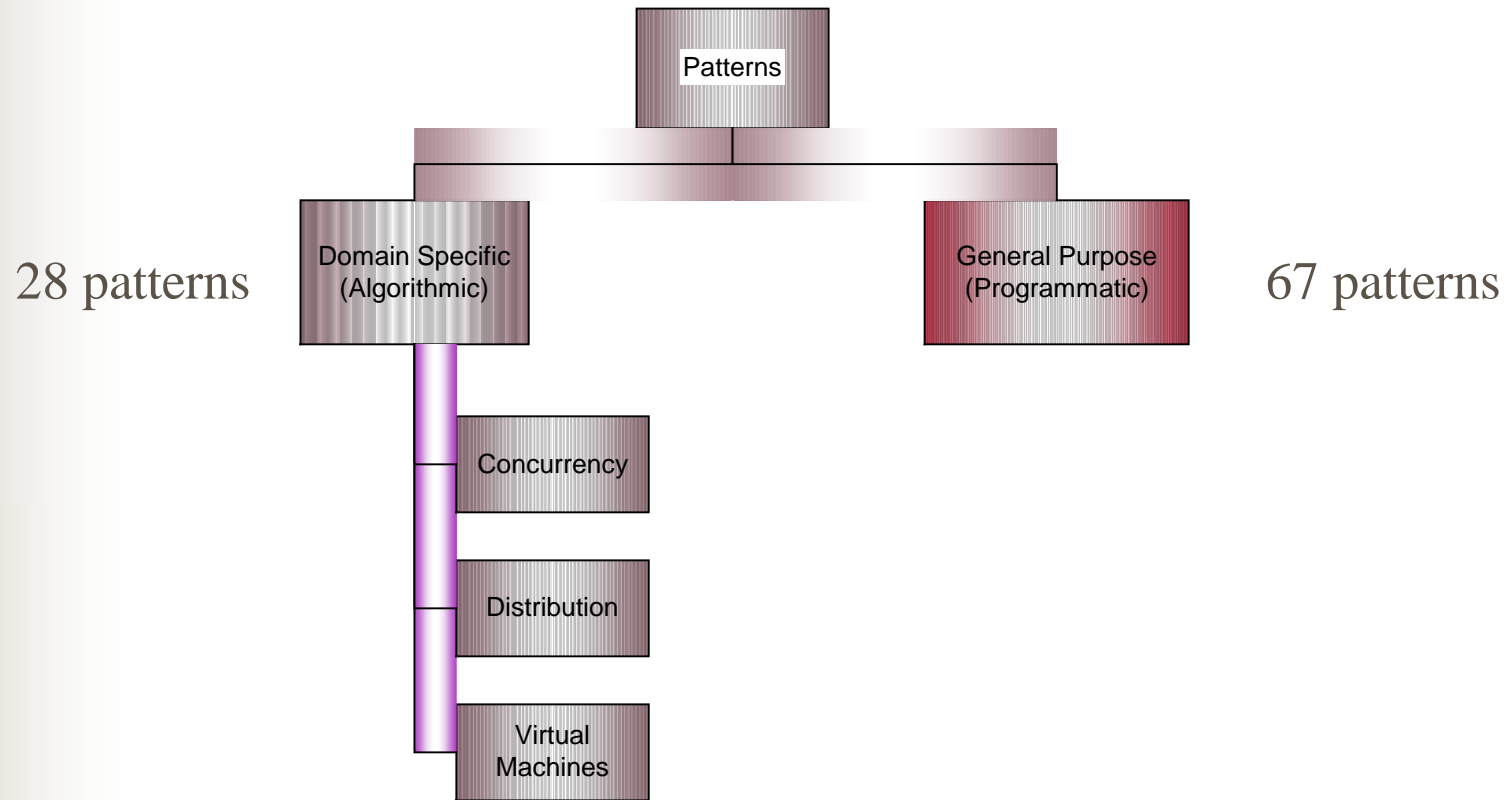 Patterns
28 patterns
Domain Specific
(Algorithmic)
General Purpose
(Programmatic)
67 patterns
Concurrency
Distribution
Virtual
Machines